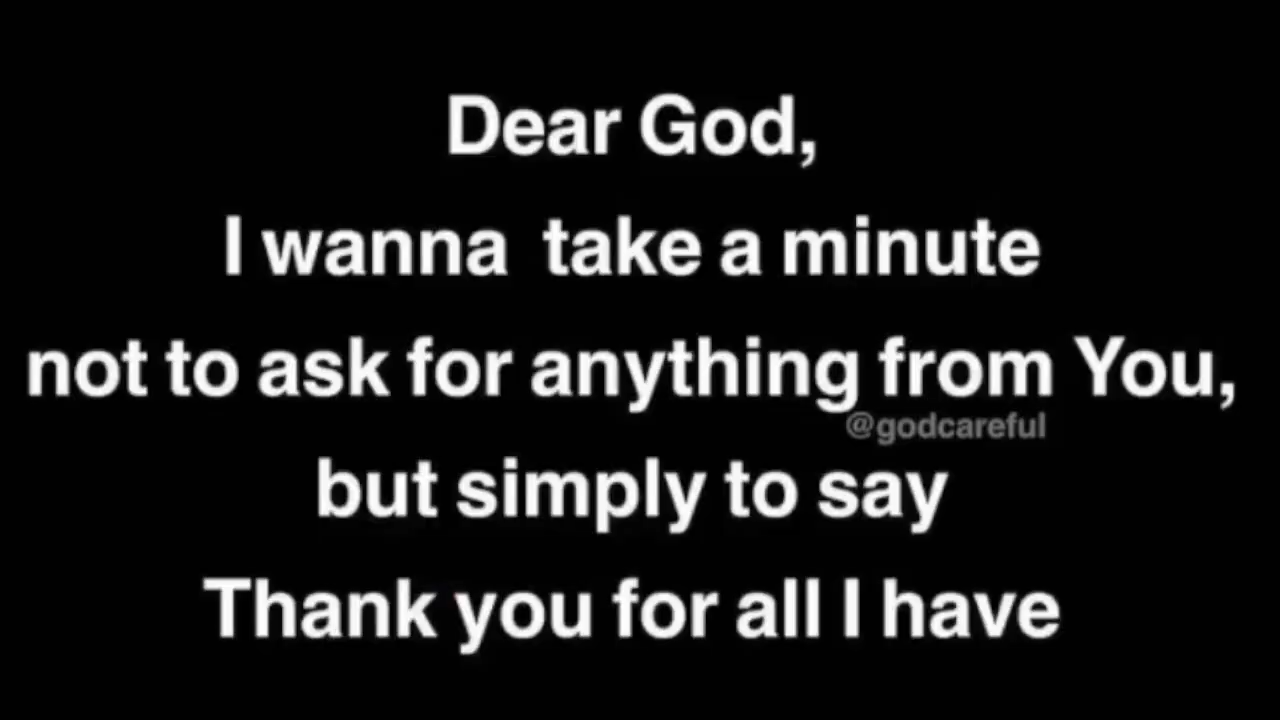 Dear God,
I wanna take a minute
not to ask for anything from You,
@godcareful
but simply to say
Thank you for all I have